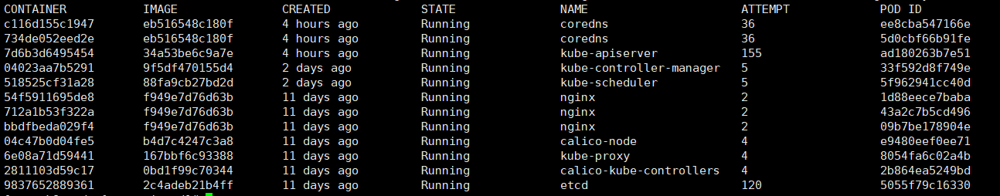 CONTAINER IMAGE CREATED STATE NAME ATTEMPT POD ID
c116d155c1947 eb516548c180f 4 hours ago Running coredns 36 ee8cba547166e
734de052eed2e eb516548c180f 4 hours ago Running coredns 36 5d0cbf66b91fe
7d6b3d6495454 34a53be6c9a7e 4 hours ago Running kube-apiserver 155 ad180263b7e51
04023aa7b5291 9f5df470155d4 2 days ago Running kube-controller-manager 5 33f592d8f749e
518525cf31a28 88fa9cb27bd2d 2 days ago Running kube-scheduler 5 5f962941cc40d
54f5911695de8 f949e7d76d63b 11 days ago Running nginx 2 1d88eece7baba
712a1b53f322a f949e7d76d63b 11 days ago Running nginx 2 43a2c7b5cd496
bbdfbeda029f4 f949e7d76d63b 11 days ago Running nginx 2 09b7be178904e
04c47b0d04fe5 b4d7c4247c3a8 11 days ago Running calico-node 4 e9480eef0ee71
6e08a71d59441 167bbf6c93388 11 days ago Running kube-proxy 4 8054fa6c02a4b
2811103d59c17 0bd1f99c70344 11 days ago Running calico-kube-controllers 4 2b864ea5249bd
9837652889361 2c4adeb21b4ff 11 days ago Running etcd 120 5055f79c16330